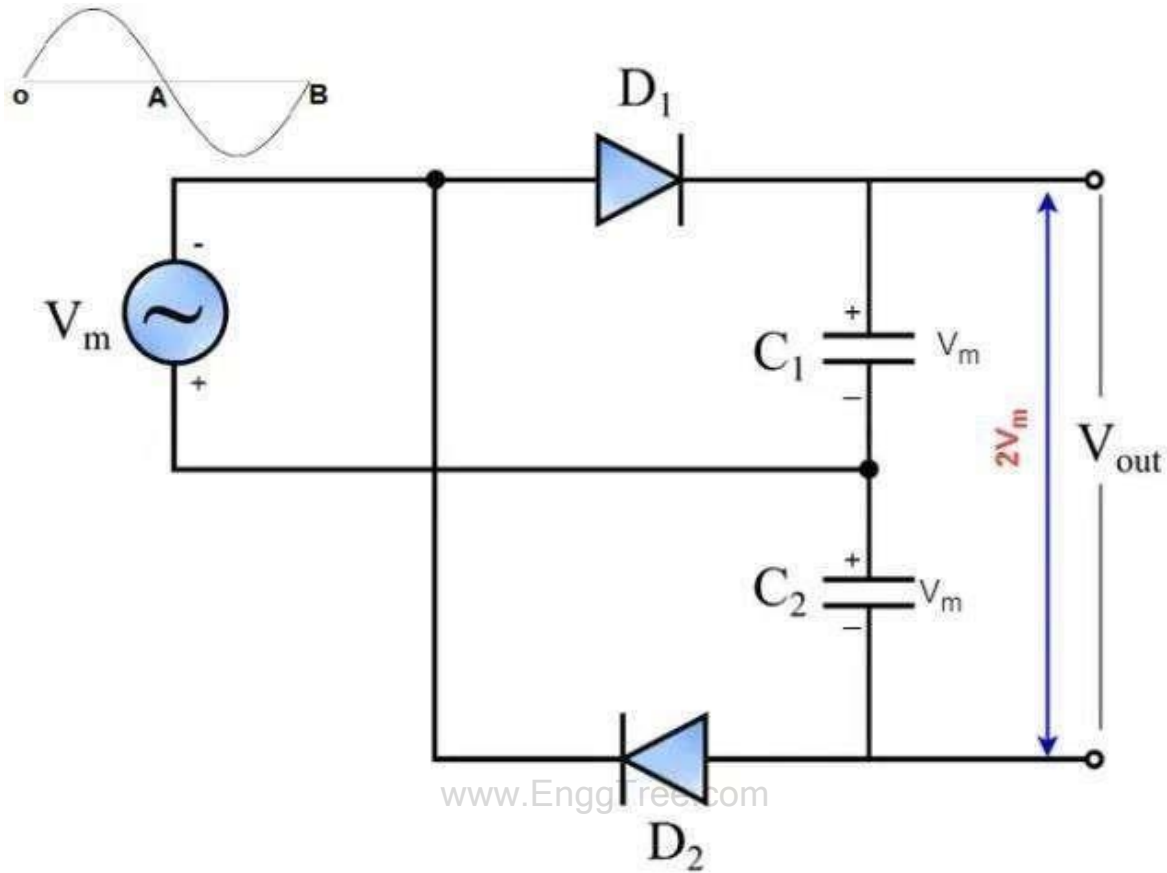 o A B
D1
-
Vm
+
+
C1 Vm
–
2Vm
Vout
+
C2 Vm
–
www.EnggTree.com
D2